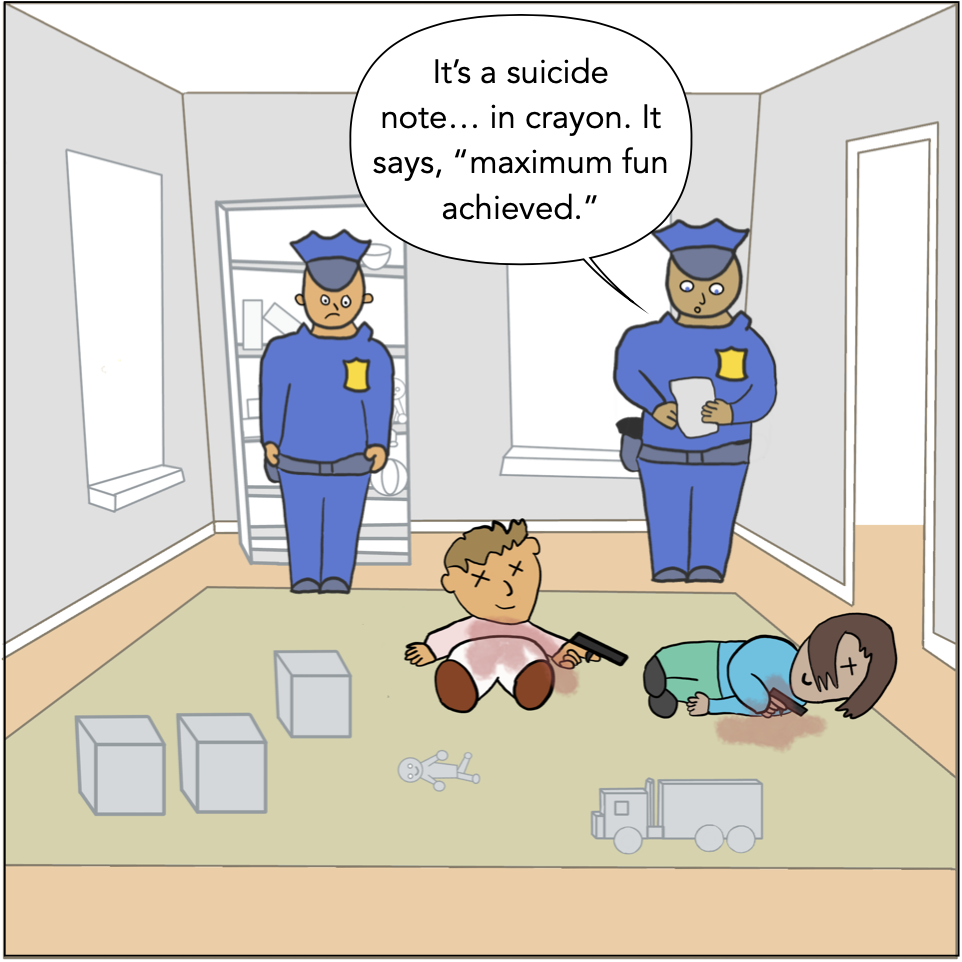 It’s a suicide
note… in crayon. It
says, “maximum fun
achieved.”